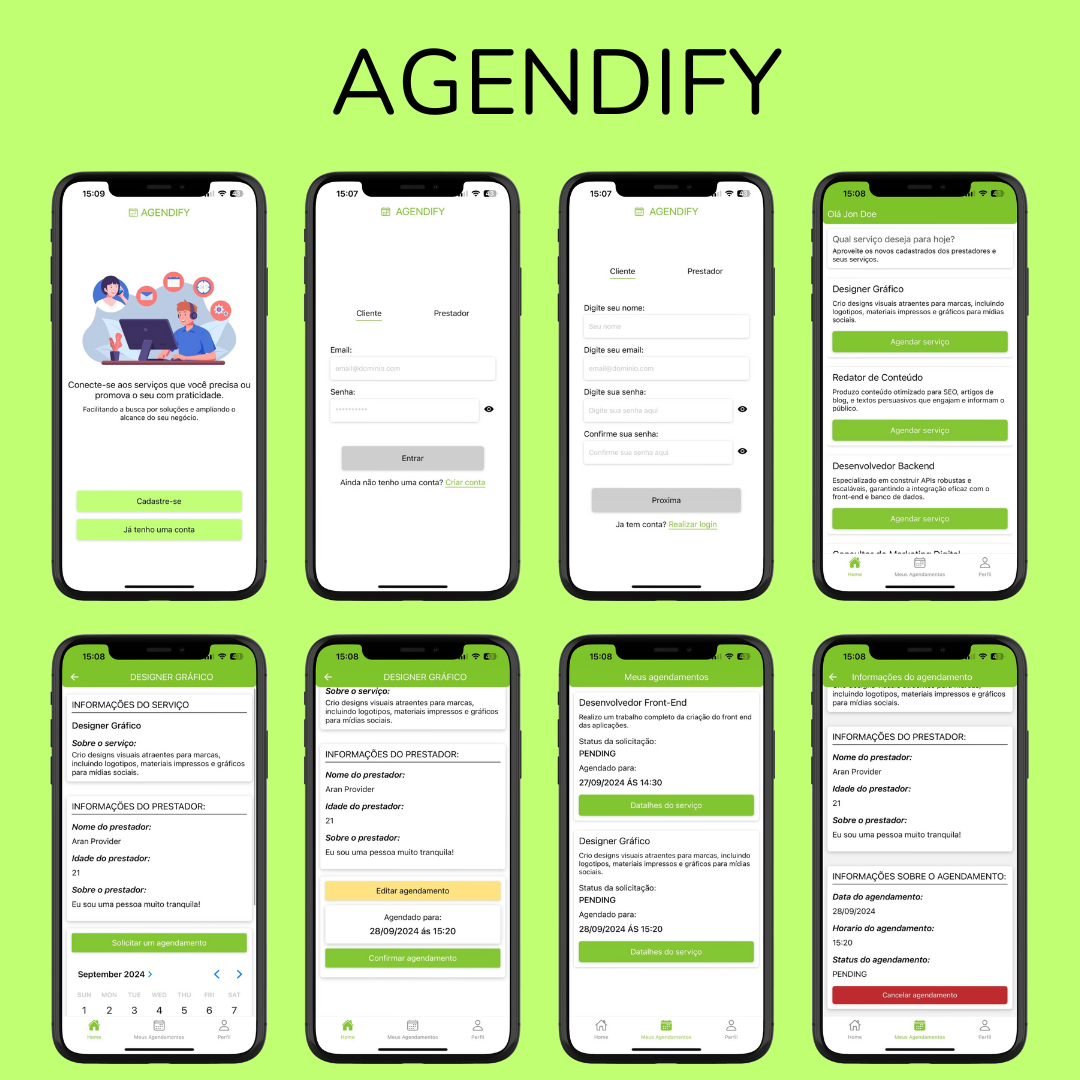 AGENDIFY
15:09
AGENDIFY
Conecte-se aos serviços que você precisa ou
promova o seu com praticidade.
Facilitando a busca por soluções e ampliando o
alcance do seu negócio.
Cadastre-se
Já tenho uma conta
15:07
AGENDIFY
Cliente
Prestador
Email:
email@dominio.com
Senha:
**********
Entrar
Ainda não tenho uma conta? Criar conta
15:07
AGENDIFY
Cliente
Prestador
Digite seu nome:
Seu nome
Digite seu email:
email@dominio.com
Digite sua senha:
Digite sua senha aqui
Confirme sua senha:
Confirme sua senha aqui
Proxima
Ja tem conta? Realizar login
15:08
Olá Jon Doe
Qual serviço deseja para hoje?
Aproveite os novos cadastrados dos prestadores e
seus serviços.
Designer Gráfico
Crio designs visuais atraentes para marcas, incluindo
logotipos, materiais impressos e gráficos para mídias
sociais.
Agendar serviço
Redator de Conteúdo
Produzo conteúdo otimizado para SEO, artigos de
blog, e textos persuasivos que engajam e informam o
público.
Agendar serviço
Desenvolvedor Backend
Especializado em construir APIs robustas e
escaláveis, garantindo a integração eficaz com o
front-end e banco de dados.
Agendar serviço
Consultor de Marketing Digital
Home
Meus Agendamentos
Perfil
15:08
DESIGNER GRÁFICO
INFORMAÇÕES DO SERVIÇO
Designer Gráfico
Sobre o serviço:
Crio designs visuais atraentes para marcas,
incluindo logotipos, materiais impressos e gráficos
para mídias sociais.
INFORMAÇÕES DO PRESTADOR:
Nome do prestador:
Aran Provider
Idade do prestador:
21
Sobre o prestador:
Eu sou uma pessoa muito tranquila!
Solicitar um agendamento
September 2024
SUN MON TUE WED THU FRI SAT
1 2 3 4 5 6 7
Home
Meus Agendamentos
Perfil
15:08
DESIGNER GRÁFICO
Sobre o serviço:
Crio designs visuais atraentes para marcas,
incluindo logotipos, materiais impressos e gráficos
para mídias sociais.
INFORMAÇÕES DO PRESTADOR:
Nome do prestador:
Aran Provider
Idade do prestador:
21
Sobre o prestador:
Eu sou uma pessoa muito tranquila!
Editar agendamento
Agendado para:
28/09/2024 ás 15:20
Confirmar agendamento
Home
Meus Agendamentos
Perfil
15:08
Meus agendamentos
Desenvolvedor Front-End
Realizo um trabalho completo da criação do front end
das aplicações.
Status da solicitação:
PENDING
Agendado para:
27/09/2024 ÁS 14:30
Datalhes do serviço
Designer Gráfico
Crio designs visuais atraentes para marcas, incluindo
logotipos, materiais impressos e gráficos para mídias
sociais.
Status da solicitação:
PENDING
Agendado para:
28/09/2024 ÁS 15:20
Datalhes do serviço
Home
Meus Agendamentos
Perfil
15:08
Informações do agendamento
incluindo logotipos, materiais impressos e gráficos
para mídias sociais.
INFORMAÇÕES DO PRESTADOR:
Nome do prestador:
Aran Provider
Idade do prestador:
21
Sobre o prestador:
Eu sou uma pessoa muito tranquila!
INFORMAÇÕES SOBRE O AGENDAMENTO:
Data do agendamento:
28/09/2024
Horario do agendamento:
15:20
Status do agendamento:
PENDING
Cancelar agendamento
Home
Meus Agendamentos
Perfil